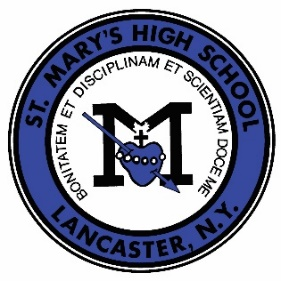 ST. MARY'S HIGH SCHOOL
BONITATEM ET DISCIPLINAM ET SCIENTIAM DOCE ME
M
LANCASTER, N.Y.